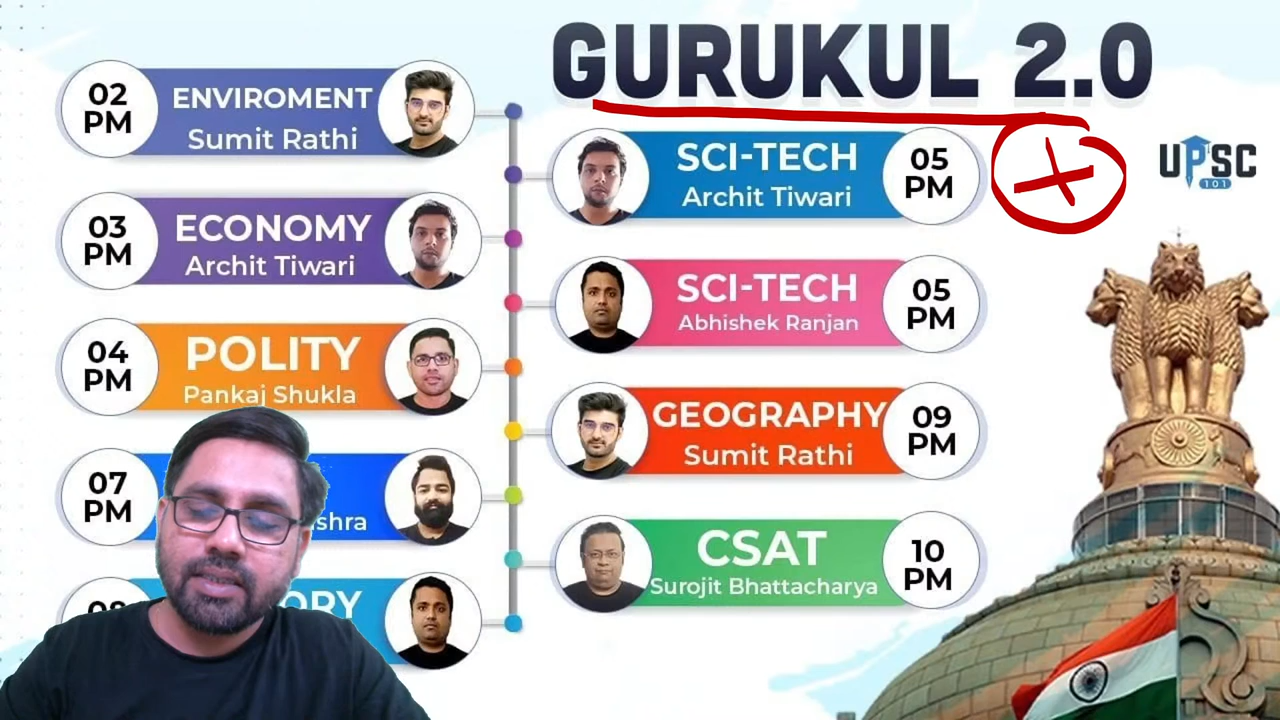 GURUKUL 2.0
02
PM
ENVIROMENT
Sumit Rathi
03
PM
ECONOMY
Archit Tiwari
04
PM
POLITY
Pankaj Shukla
07
PM
SCI-TECH
Archit Tiwari
05
PM
SCI-TECH
Abhishek Ranjan
05
PM
GEOGRAPHY
Sumit Rathi
09
PM
CSAT
Surojit Bhattacharya
10
PM
UPSC
101